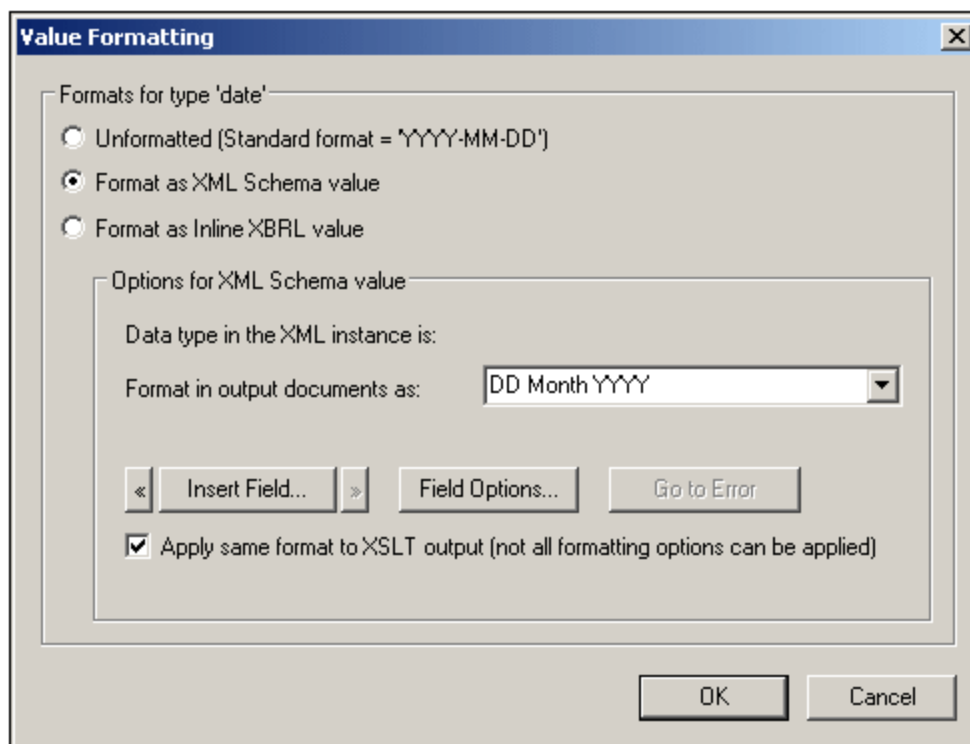 Value Formatting
Formats for type 'date'
Unformatted (Standard format = 'YYYY-MM-DD')
Format as XML Schema value
Format as Inline XBRL value
Options for XML Schema value
Data type in the XML instance is:
Format in output documents as: DD Month YYYY
« Insert Field... » Field Options... Go to Error
Apply same format to XSLT output (not all formatting options can be applied)
OK Cancel